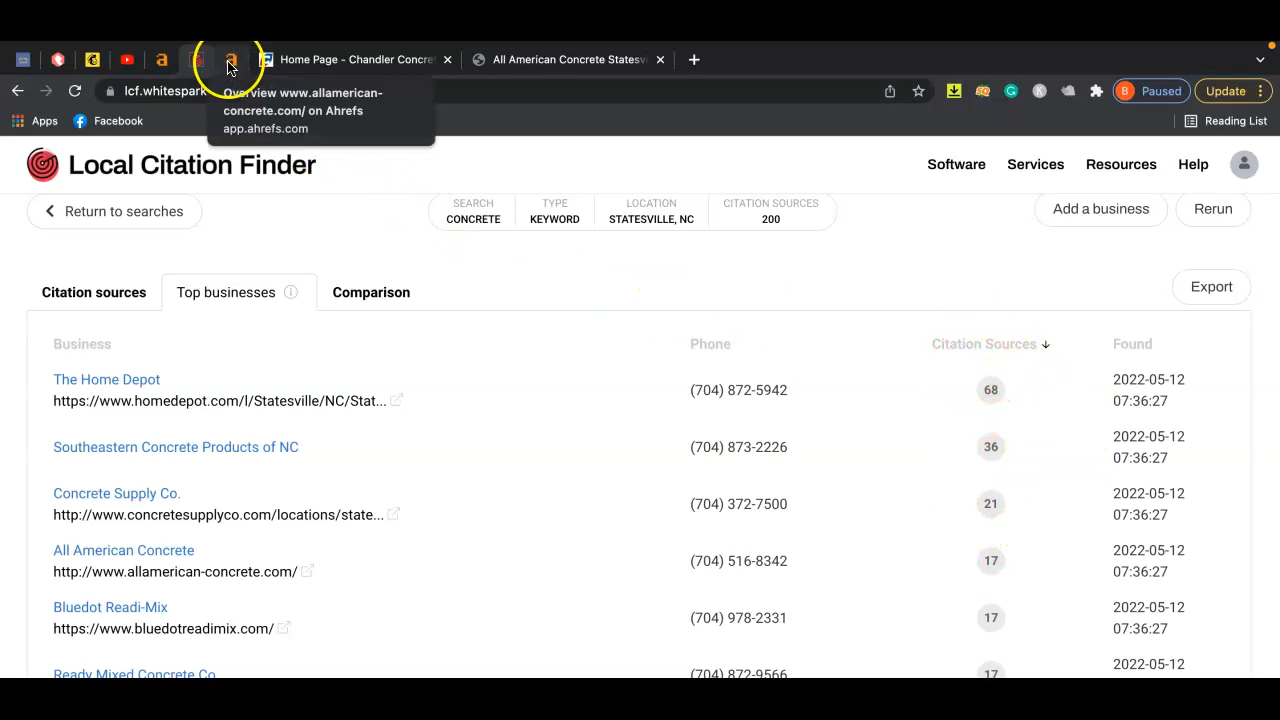 Home Page - Chandler Concret
All American Concrete Statesvi
lcf.whitespark
B Paused
Update
Overview www.allamerican-
concrete.com/ on Ahrefs
app.ahrefs.com
Apps
Facebook
Reading List
Local Citation Finder
Software
Services
Resources
Help
Return to searches
SEARCH
CONCRETE
TYPE
KEYWORD
LOCATION
STATESVILLE, NC
CITATION SOURCES
200
Add a business
Rerun
Citation sources
Top businesses
Comparison
Export
Business Phone Citation Sources Found
The Home Depot
https://www.homedepot.com/l/Statesville/NC/Stat...
(704) 872-5942
68
2022-05-12
07:36:27
Southeastern Concrete Products of NC
(704) 873-2226
36
2022-05-12
07:36:27
Concrete Supply Co.
http://www.concretesupplyco.com/locations/state...
(704) 372-7500
21
2022-05-12
07:36:27
All American Concrete
http://www.allamerican-concrete.com/
(704) 516-8342
17
2022-05-12
07:36:27
Bluedot Readi-Mix
https://www.bluedotreadimix.com/
(704) 978-2331
17
2022-05-12
07:36:27
Ready Mixed Concrete Co
(704) 872-9566
17
2022-05-12